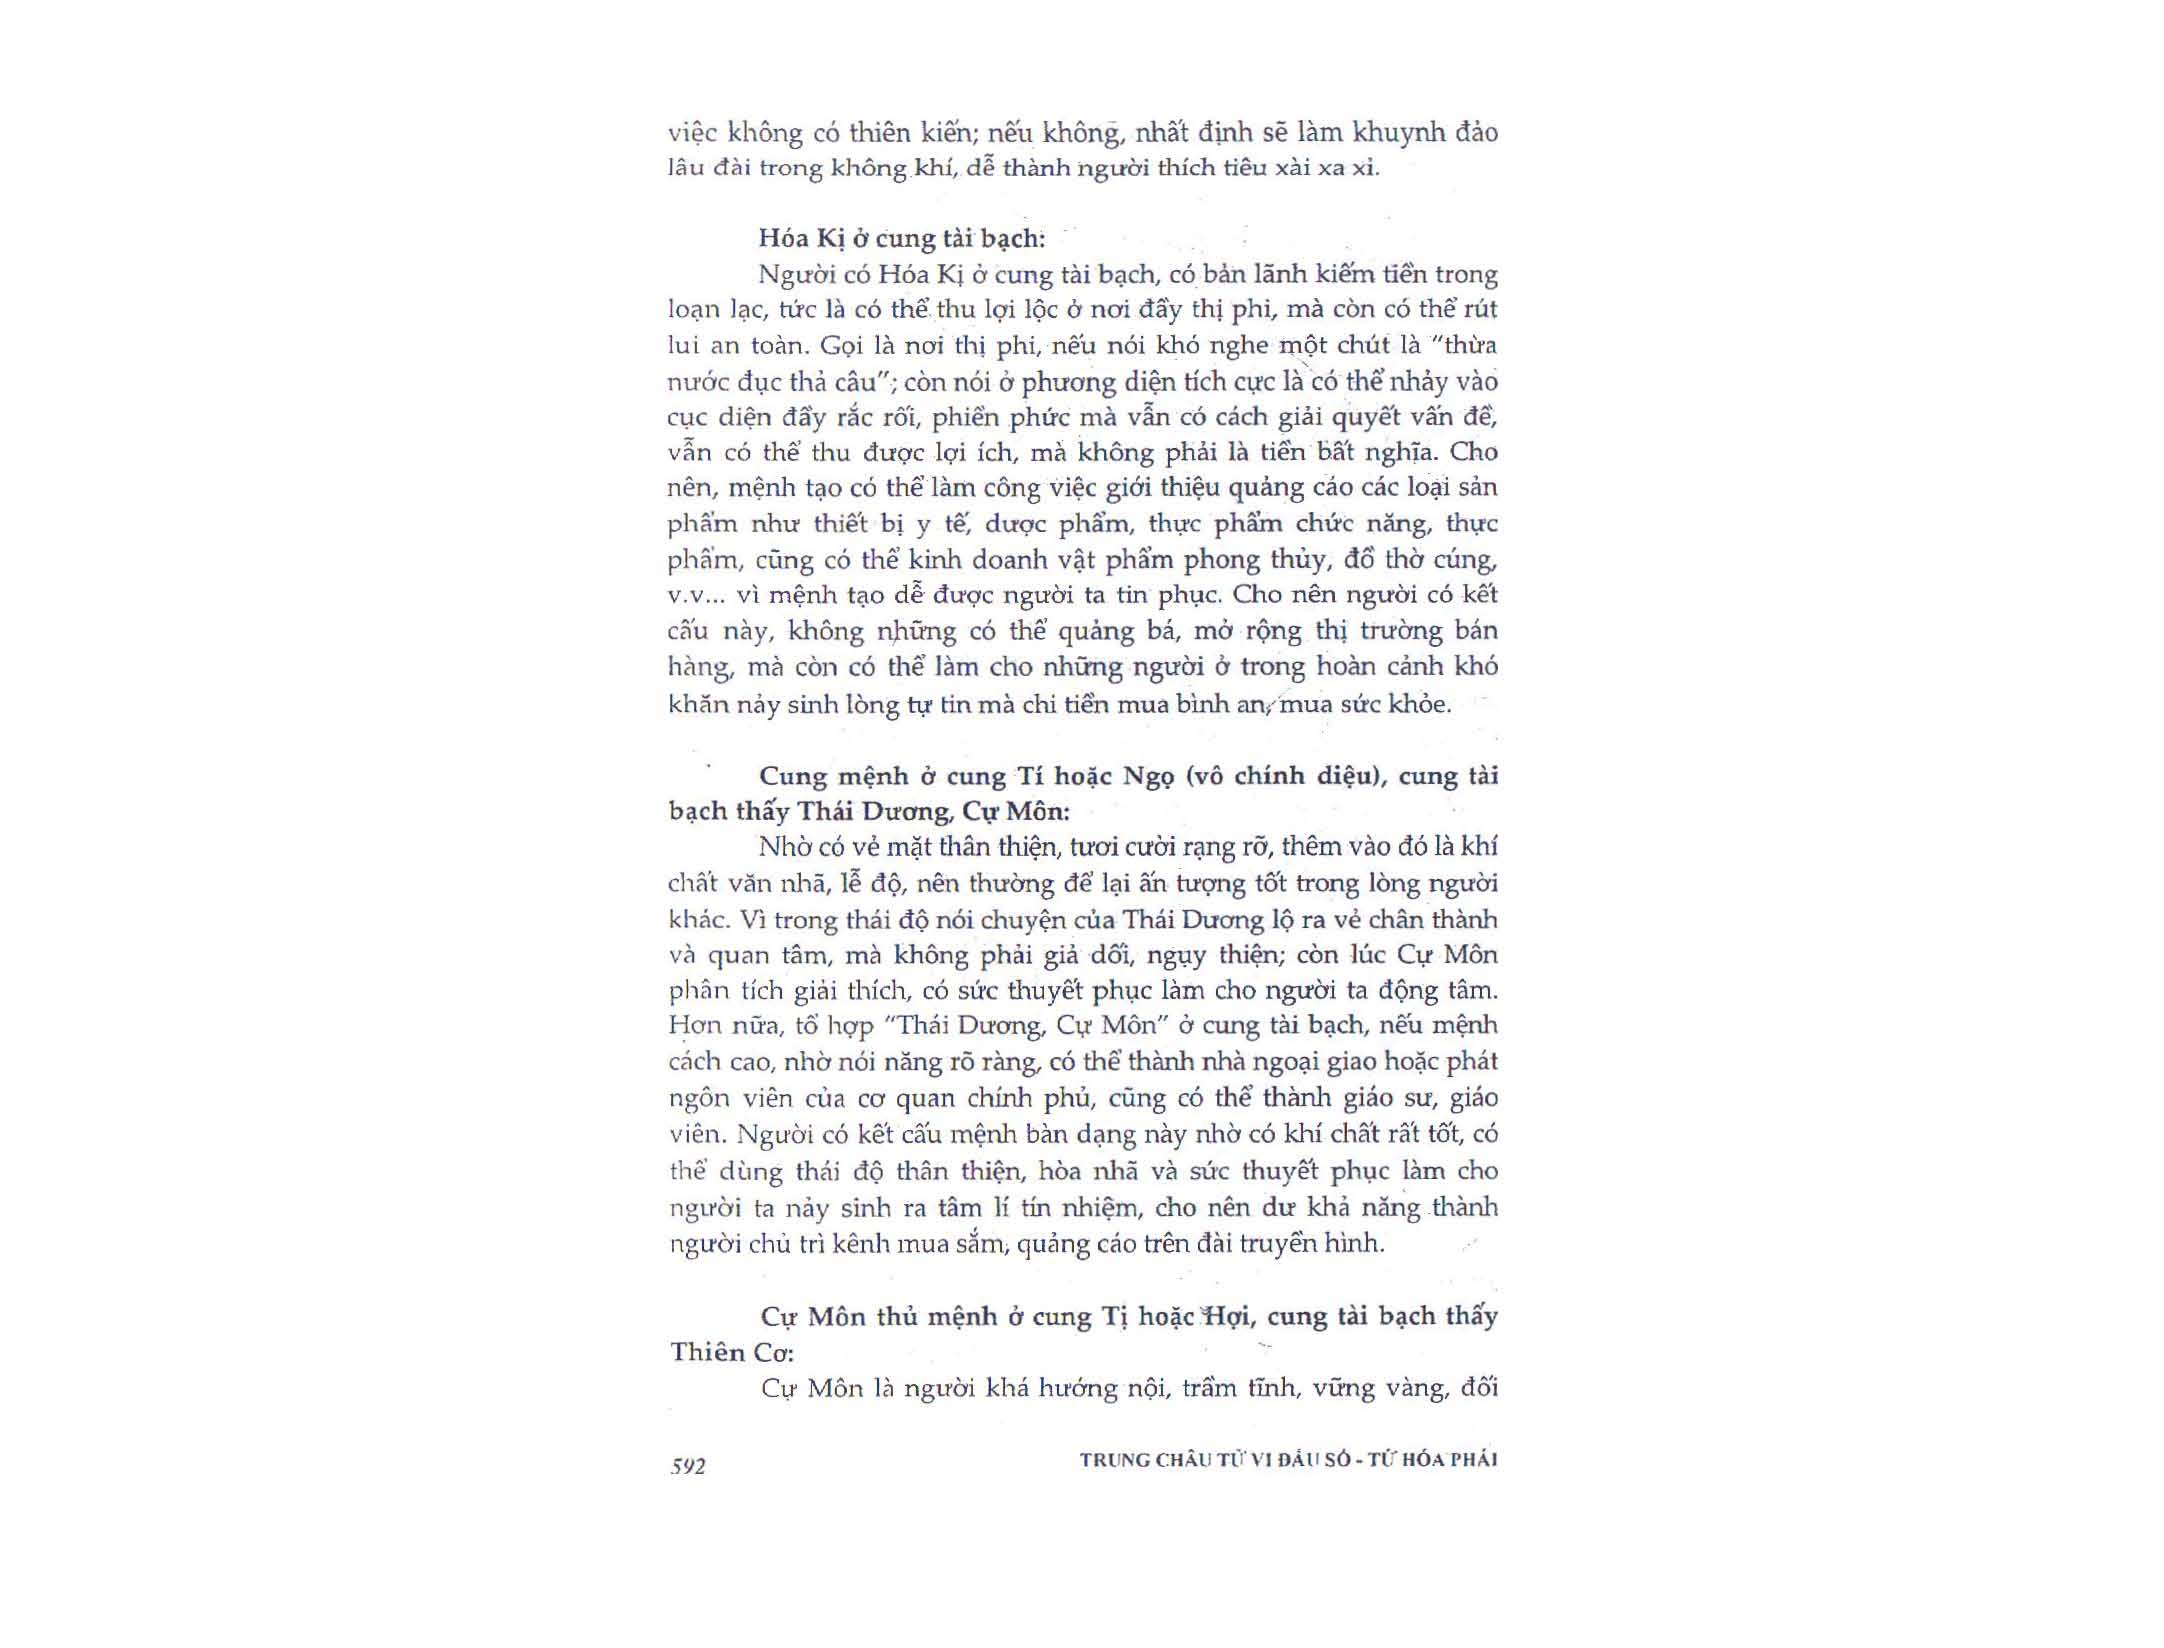 việc không có thiên kiến; nếu không, nhất định sẽ làm khuynh đảo
lâu đài trong không khí, dễ thành người thích tiêu xài xa xỉ.
Hóa Kị ở cung tài bạch:
Người có Hóa Kị ở cung tài bạch, có bản lãnh kiếm tiền trong
loạn lạc, tức là có thể thu lợi lộc ở nơi đầy thị phi, mà còn có thể rút
lui an toàn. Gọi là nơi thị phi, nếu nói khó nghe một chút là "thừa
nước đục thả câu"; còn nói ở phương diện tích cực là có thể nhảy vào
cục diện đầy rắc rối, phiền phức mà vẫn có cách giải quyết vấn đề,
vẫn có thể thu được lợi ích, mà không phải là tiền bất nghĩa. Cho
nên, mệnh tạo có thể làm công việc giới thiệu quảng cáo các loại sản
phẩm như thiết bị y tế, dược phẩm, thực phẩm chức năng, thực
phẩm, cũng có thể kinh doanh vật phẩm phong thủy, đồ thờ cúng,
v.v... vì mệnh tạo dễ được người ta tin phục. Cho nên người có kết
cấu này, không những có thể quảng bá, mở rộng thị trường bán
hàng, mà còn có thể làm cho những người ở trong hoàn cảnh khó
khăn nảy sinh lòng tự tin mà chi tiền mua bình an, mua sức khỏe.
Cung mệnh ở cung Tí hoặc Ngọ (vô chính diệu), cung tài
bạch thấy Thái Dương, Cự Môn:
Nhờ có vẻ mặt thân thiện, tươi cười rạng rỡ, thêm vào đó là khí
chất văn nhã, lễ độ, nên thường để lại ấn tượng tốt trong lòng người
khác. Vì trong thái độ nói chuyện của Thái Dương lộ ra vẻ chân thành
và quan tâm, mà không phải giả dối, ngụy thiện; còn lúc Cự Môn
phân tích giải thích, có sức thuyết phục làm cho người ta động tâm.
Hơn nữa, tổ hợp "Thái Dương, Cự Môn" ở cung tài bạch, nếu mệnh
cách cao, nhờ nói năng rõ ràng, có thể thành nhà ngoại giao hoặc phát
ngôn viên của cơ quan chính phủ, cũng có thể thành giáo sư, giáo
viên. Người có kết cấu mệnh bàn dạng này nhờ có khí chất rất tốt, có
thể dùng thái độ thân thiện, hòa nhã và sức thuyết phục làm cho
người ta nảy sinh ra tâm lí tín nhiệm, cho nên dư khả năng thành
người chủ trì kênh mua sắm, quảng cáo trên đài truyền hình.
Cự Môn thủ mệnh ở cung Tị hoặc Hợi, cung tài bạch thấy
Thiên Cơ:
Cự Môn là người khá hướng nội, trầm tĩnh, vững vàng, đối
592
TRUNG CHÂU TỬ VI ĐẨU SỐ - TỨ HÓA PHÁI